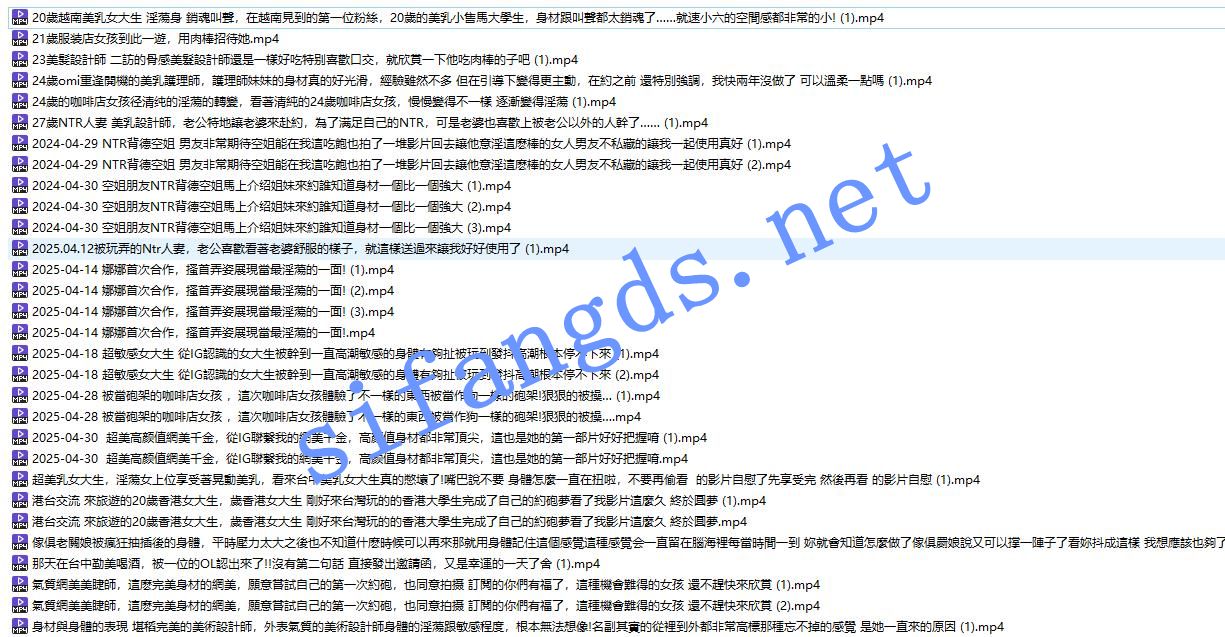 20歲越南美乳女大生 淫蕩身 銷魂叫聲，在越南見到的第一位粉絲，20歲的美乳小隻馬大學生，身材跟叫聲都太銷魂了......就連小六的空間感都非常的小! (1).mp4
21歲服装店女孩到此一遊，用肉棒招待她.mp4
23美髮設計師 二訪的骨感美髮設計師還是一樣好吃特別喜歡口交，就欣賞一下他吃肉棒的子吧 (1).mp4
24歲omi重逢開機的美乳護理師，護理師妹妹的身材真的好光滑，經驗雖然不多 但在引導下變得更主動，在約之前 還特別強調，我快兩年沒做了 可以溫柔一點嗎 (1).mp4
24歲的咖啡店女孩径清纯的淫蕩的轉變，看著清純的24歲咖啡店女孩，慢慢變得不一樣 逐漸變得淫蕩 (1).mp4
27歲NTR人妻 美乳設計師，老公特地讓老婆來赴約，為了滿足自己的NTR，可是老婆也喜歡上被老公以外的人幹了...... (1).mp4
2024-04-29 NTR背德空姐 男友非常期待空姐能在我這吃飽也拍了一堆影片回去讓他意淫這麽棒的女人男友不私藏的讓我一起使用真好 (1).mp4
2024-04-29 NTR背德空姐 男友非常期待空姐能在我這吃飽也拍了一堆影片回去讓他意淫這麽棒的女人男友不私藏的讓我一起使用真好 (2).mp4
2024-04-30 空姐朋友NTR背德空姐馬上介绍姐妹來約誰知道身材一個比一個強大 (1).mp4
2024-04-30 空姐朋友NTR背德空姐馬上介绍姐妹來約誰知道身材一個比一個強大 (2).mp4
2024-04-30 空姐朋友NTR背德空姐馬上介绍姐妹來約誰知道身材一個比一個強大 (3).mp4
2025.04.12被玩弄的Ntr人妻，老公喜歡看著老婆舒服的樣子，就這樣送過來讓我好好使用了 (1).mp4
2025-04-14 娜娜首次合作，搔首弄姿展現當最淫蕩的一面! (1).mp4
2025-04-14 娜娜首次合作，搔首弄姿展現當最淫蕩的一面! (2).mp4
2025-04-14 娜娜首次合作，搔首弄姿展現當最淫蕩的一面! (3).mp4
2025-04-14 娜娜首次合作，搔首弄姿展現當最淫蕩的一面!.mp4
2025-04-18 超敏感女大生 從IG認識的女大生被幹到一直高潮敏感的身體有夠扯被玩到發抖高潮根本停不下來 (1).mp4
2025-04-18 超敏感女大生 從IG認識的女大生被幹到一直高潮敏感的身體有夠扯被玩到發抖高潮根本停不下來 (2).mp4
2025-04-28 被當砲架的咖啡店女孩 ，這次咖啡店女孩體驗了不一樣的東西被當作狗一樣的砲架!狠狠的被操... (1).mp4
2025-04-28 被當砲架的咖啡店女孩 ，這次咖啡店女孩體驗了不一樣的東西被當作狗一樣的砲架!狠狠的被操....mp4
2025-04-30  超美高颜值網美千金，從IG聯繫我的網美千金，高顏值身材都非常頂尖，這也是她的第一部片好好把握唷 (1).mp4
2025-04-30  超美高颜值網美千金，從IG聯繫我的網美千金，高顏值身材都非常頂尖，這也是她的第一部片好好把握唷.mp4
超美乳女大生，淫蕩女上位享受著晃動美乳，看來台中美乳女大生真的憋壞了!嘴巴說不要 身體怎麼一直在扭啦，不要再偷看  的影片自慰了先享受完 然後再看 的影片自慰 (1).mp4
港台交流 來旅遊的20歲香港女大生，歲香港女大生 剛好來台灣玩的的香港大學生完成了自己的約砲夢看了我影片這麼久 終於圓夢 (1).mp4
港台交流 來旅遊的20歲香港女大生，歲香港女大生 剛好來台灣玩的的香港大學生完成了自己的約砲夢看了我影片這麼久 終於圓夢.mp4
傢俱老闆娘被瘋狂抽插後的身體，平時壓力太大之後也不知道什麼時候可以再來那就用身體記住這個感覺這種感覺会一直留在腦海裡每當時間一到 妳就會知道怎麼做了傢俱闆娘說又可以撐一陣子了看妳抖成這樣 我想應該也夠了
那天在台中勤美喝酒，被一位的OL認出來了!!沒有第二句話 直接發出邀請函，又是幸運的一天了舍 (1).mp4
氣質網美美睫師，這麼完美身材的網美，願意嘗試自己的第一次約砲，也同意拍摄 訂閱的你們有福了，這種機會難得的女孩 還不趕快來欣賞 (1).mp4
氣質網美美睫師，這麼完美身材的網美，願意嘗試自己的第一次約砲，也同意拍摄 訂閱的你們有福了，這種機會難得的女孩 還不趕快來欣賞 (2).mp4
身材與身體的表現 堪稱完美的美術設計師，外表氣質的美術設計師身體的淫蕩跟敏感程度，根本無法想像!名副其實的從裡到外都非常高標那種忘不掉的感覺 是她一直來的原因 (1).mp4
sifangds.net